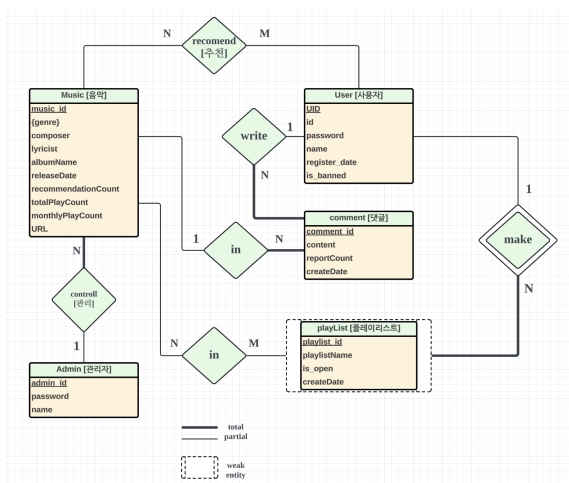 N
recomend
[추천]
M
Music [음악]
music_id
{genre}
composer
lyricist
albumName
releaseDate
recommendationCount
totalPlayCount
monthlyPlayCount
URL
User [사용자]
UID
id
password
name
register_date
is_banned
write
1
N
comment [댓글]
comment_id
content
reportCount
createDate
1
in
N
1
make
N
N
controll
[관리]
1
Admin [관리자]
admin_id
password
name
N
in
M
playList [플레이리스트]
playlist_id
playlistName
is_open
createDate
total
partial
weak
entity